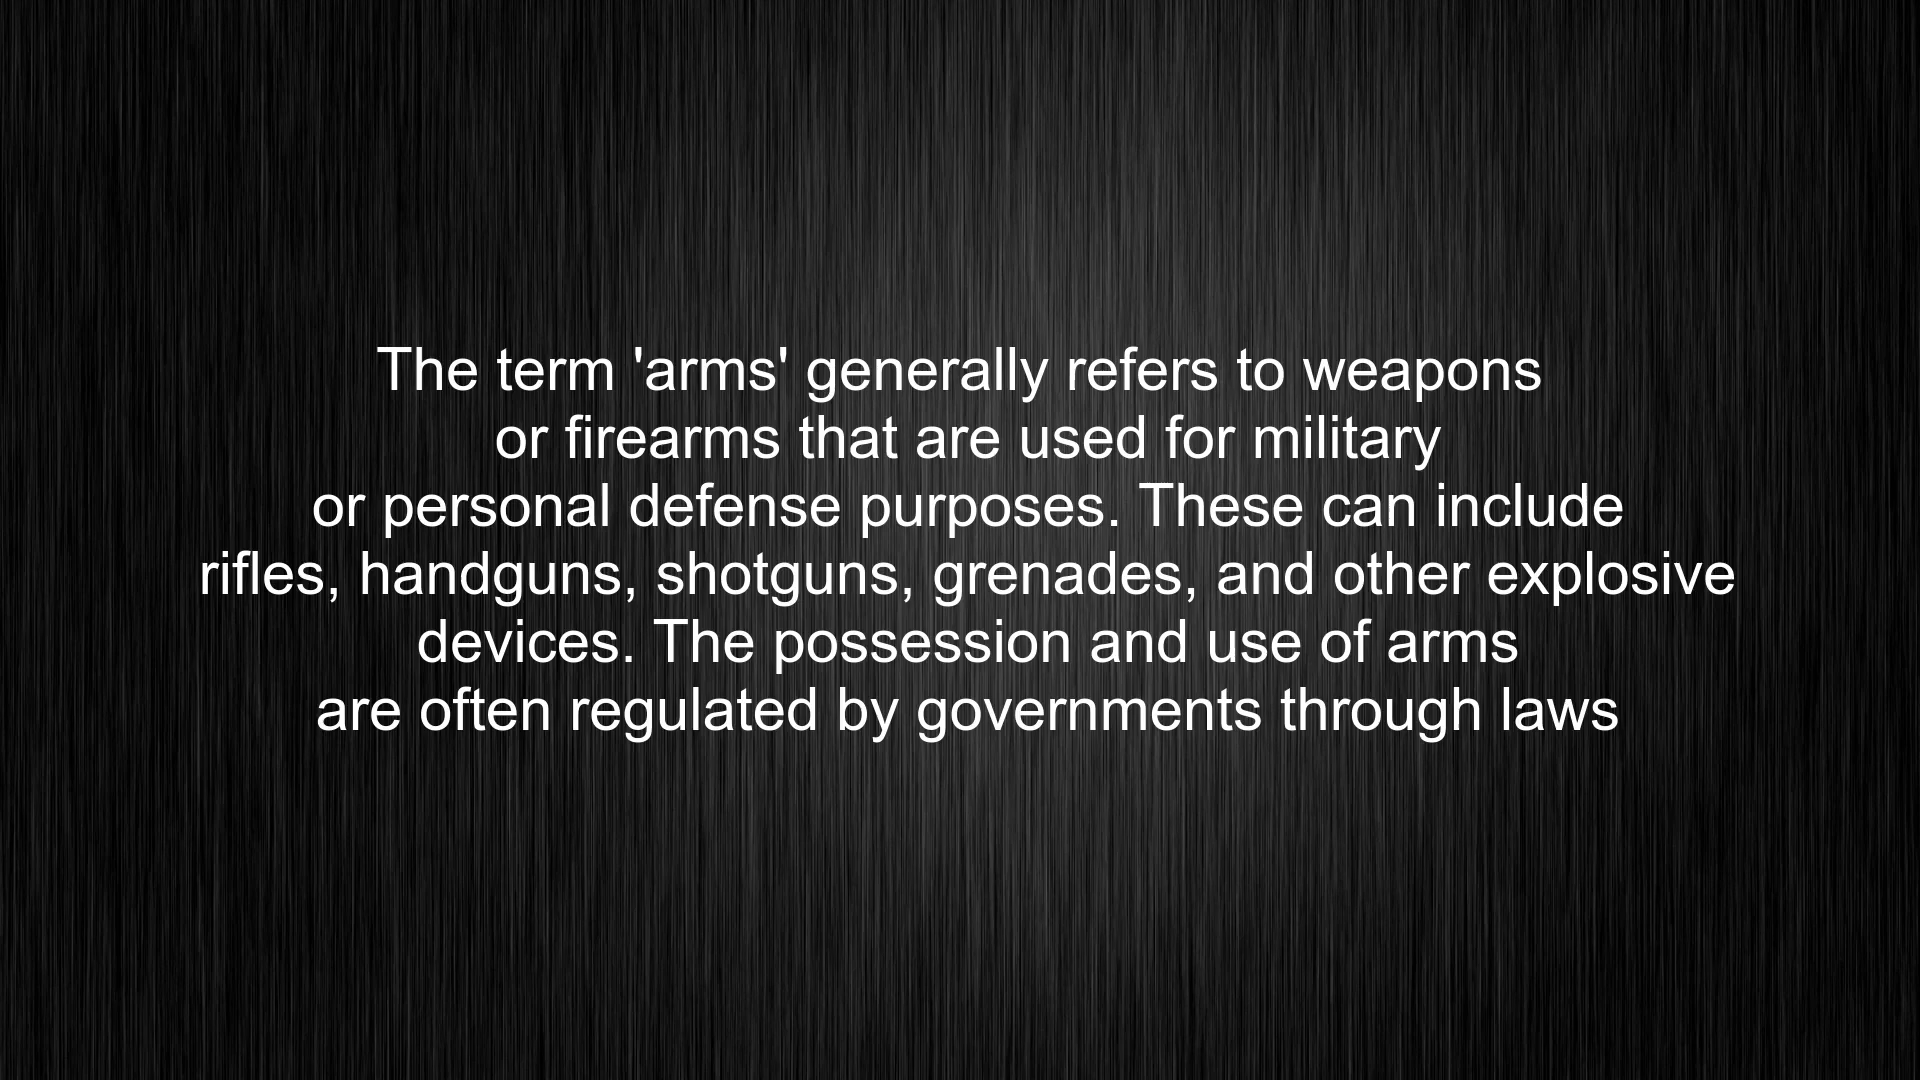 The term 'arms' generally refers to weapons
or firearms that are used for military
or personal defense purposes. These can include
rifles, handguns, shotguns, grenades, and other explosive
devices. The possession and use of arms
are often regulated by governments through laws